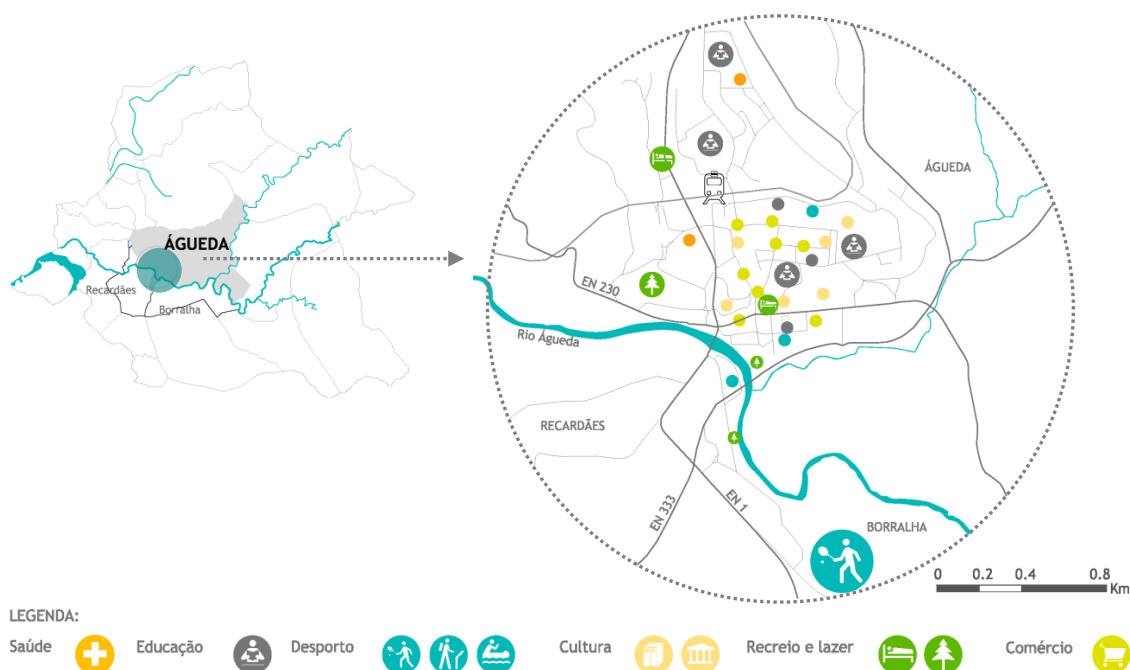 ÁGUEDA
Recardães
Borralha
ÁGUEDA
EN 230
Rio Águeda
RECARDÃES
EN 333
EN 1
BORRALHA
0 0.2 0.4 0.8
Km
LEGENDA:
Saúde Educação Desporto Cultura Recreio e lazer Comércio